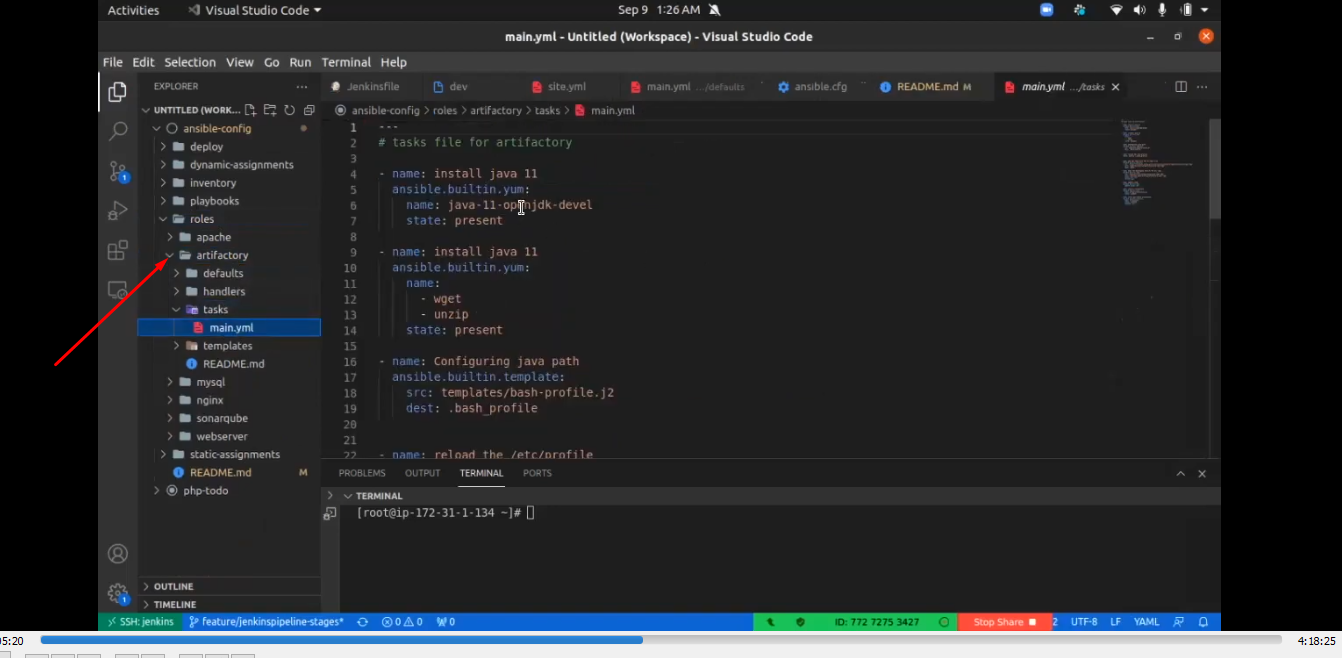 Activities Visual Studio Code Sep 9 1:26 AM
main.yml - Untitled (Workspace) - Visual Studio Code
File Edit Selection View Go Run Terminal Help
EXPLORER
Jenkinsfile dev site.yml main.yml .../defaults ansible.cfg README.md M main.yml .../tasks
UNTITLED (WORK...
ansible-config > roles > artifactory > tasks > main.yml
ansible-config
deploy
dynamic-assignments
inventory
playbooks
roles
apache
artifactory
defaults
handlers
tasks
main.yml
templates
README.md
mysql
nginx
sonarqube
webserver
static-assignments
README.md M
php-todo
OUTLINE
TIMELINE
1 ---
2 # tasks file for artifactory
3
4 - name: install java 11
5 ansible.builtin.yum:
6 name: java-11-openjdk-devel
7 state: present
8
9 - name: install java 11
10 ansible.builtin.yum:
11 name:
12 - wget
13 - unzip
14 state: present
15
16 - name: Configuring java path
17 ansible.builtin.template:
18 src: templates/bash-profile.j2
19 dest: .bash_profile
20
21
22 - name: reload the /etc/profile
PROBLEMS OUTPUT TERMINAL PORTS
TERMINAL
[root@ip-172-31-1-134 ~]#
SSH: jenkins feature/jenkinspipeline-stages* 0 0 0 ID: 772 7275 3427 Stop Share 2 UTF-8 LF YAML
05:20 4:18:25